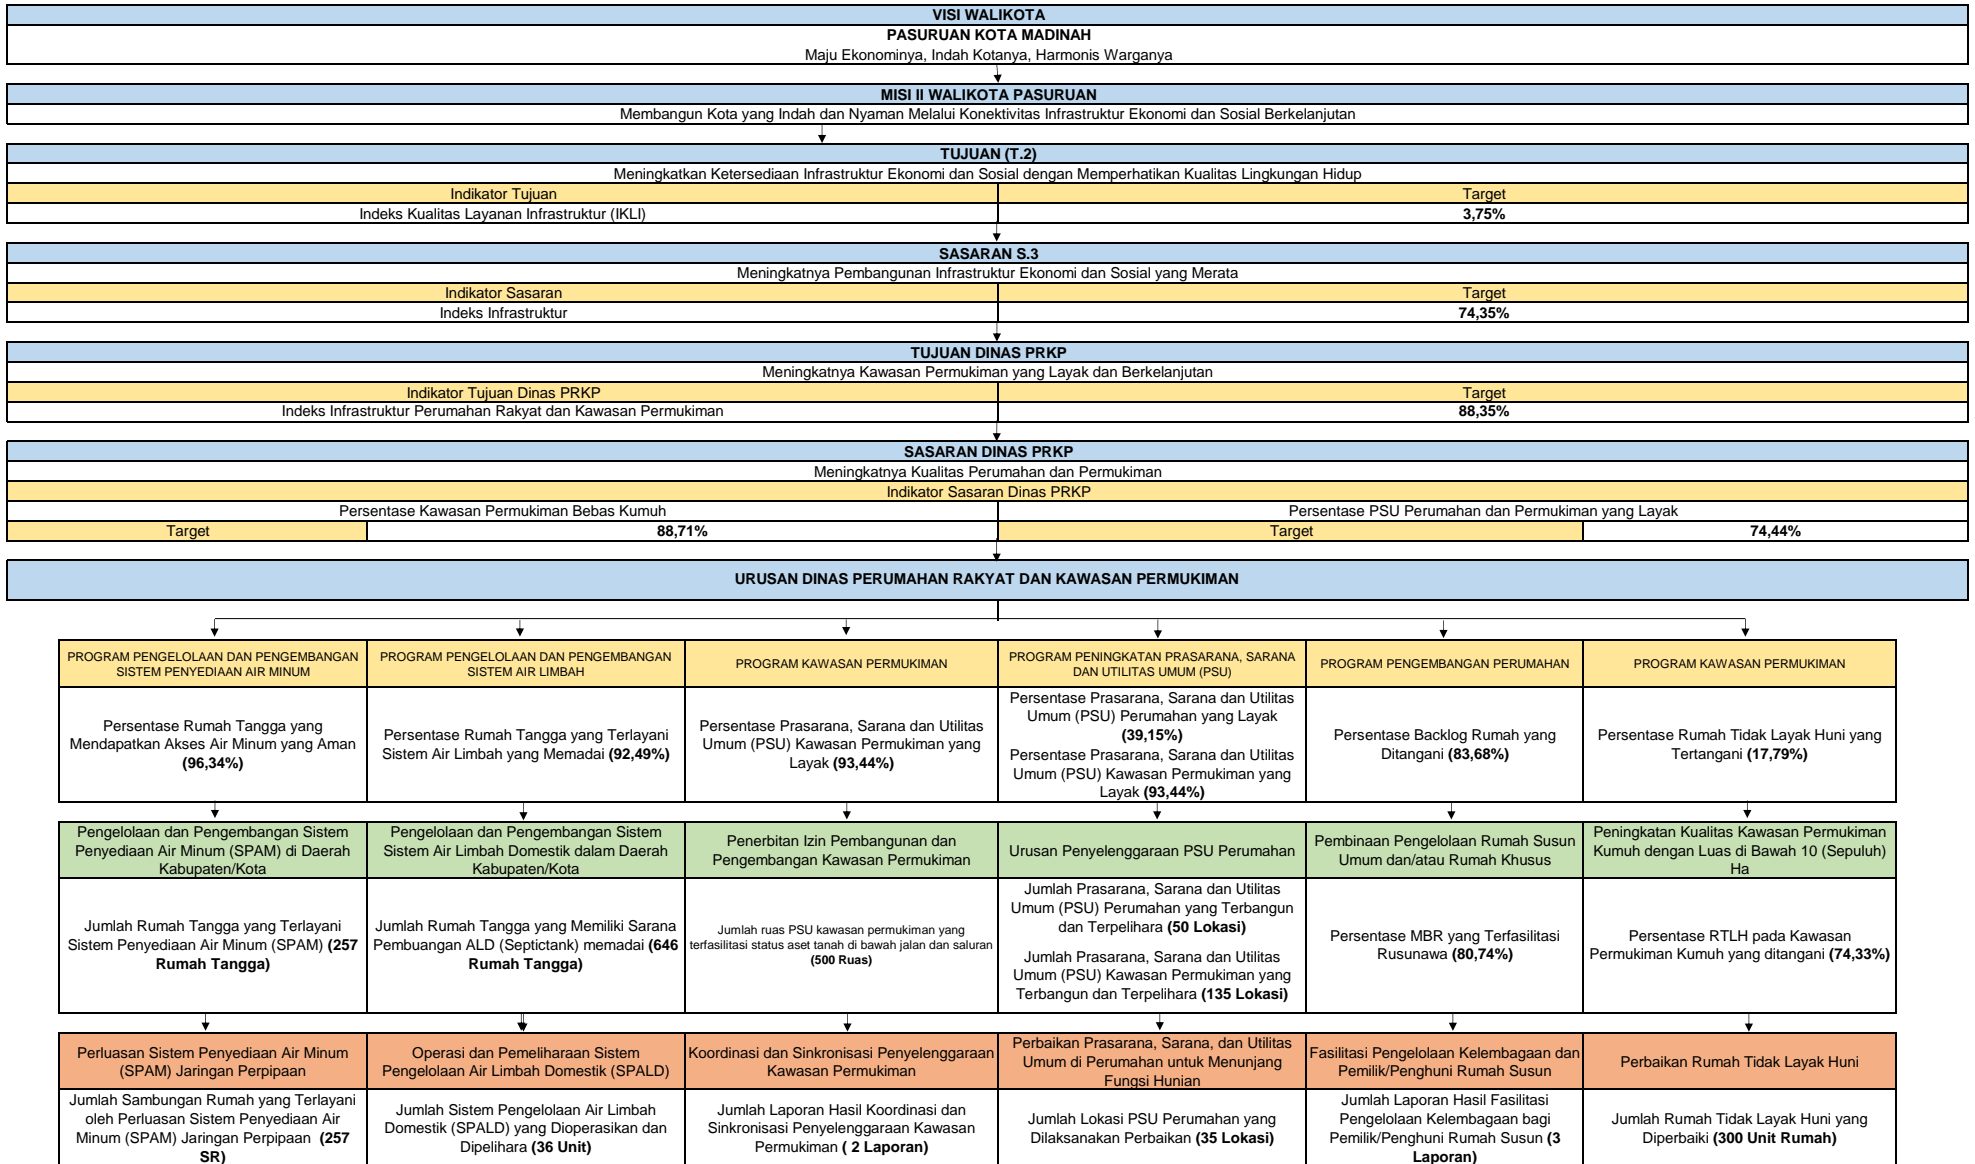 VISI WALIKOTA
PASURUAN KOTA MADINAH
Maju Ekonominya, Indah Kotanya, Harmonis Warganya
MISI II WALIKOTA PASURUAN
Membangun Kota yang Indah dan Nyaman Melalui Konektivitas Infrastruktur Ekonomi dan Sosial Berkelanjutan
TUJUAN (T.2)
Meningkatkan Ketersediaan Infrastruktur Ekonomi dan Sosial dengan Memperhatikan Kualitas Lingkungan Hidup
Indikator Tujuan
Target
Indeks Kualitas Layanan Infrastruktur (IKLI)
3,75%
SASARAN S.3
Meningkatnya Pembangunan Infrastruktur Ekonomi dan Sosial yang Merata
Indikator Sasaran
Target
Indeks Infrastruktur
74,35%
TUJUAN DINAS PRKP
Meningkatnya Kawasan Permukiman yang Layak dan Berkelanjutan
Indikator Tujuan Dinas PRKP
Target
Indeks Infrastruktur Perumahan Rakyat dan Kawasan Permukiman
88,35%
SASARAN DINAS PRKP
Meningkatnya Kualitas Perumahan dan Permukiman
Indikator Sasaran Dinas PRKP
Persentase Kawasan Permukiman Bebas Kumuh
Persentase PSU Perumahan dan Permukiman yang Layak
Target
88,71%
Target
74,44%
URUSAN DINAS PERUMAHAN RAKYAT DAN KAWASAN PERMUKIMAN
PROGRAM PENGELOLAAN DAN PENGEMBANGAN
SISTEM PENYEDIAAN AIR MINUM
PROGRAM PENGELOLAAN DAN PENGEMBANGAN
SISTEM AIR LIMBAH
PROGRAM KAWASAN PERMUKIMAN
PROGRAM PENINGKATAN PRASARANA, SARANA
DAN UTILITAS UMUM (PSU)
PROGRAM PENGEMBANGAN PERUMAHAN
PROGRAM KAWASAN PERMUKIMAN
Persentase Rumah Tangga yang
Mendapatkan Akses Air Minum yang Aman
(96,34%)
Persentase Rumah Tangga yang Terlayani
Sistem Air Limbah yang Memadai (92,49%)
Persentase Prasarana, Sarana dan Utilitas
Umum (PSU) Kawasan Permukiman yang
Layak (93,44%)
Persentase Prasarana, Sarana dan Utilitas
Umum (PSU) Perumahan yang Layak
(39,15%)
Persentase Prasarana, Sarana dan Utilitas
Umum (PSU) Kawasan Permukiman yang
Layak (93,44%)
Persentase Backlog Rumah yang
Ditangani (83,68%)
Persentase Rumah Tidak Layak Huni yang
Tertangani (17,79%)
Pengelolaan dan Pengembangan Sistem
Penyediaan Air Minum (SPAM) di Daerah
Kabupaten/Kota
Pengelolaan dan Pengembangan Sistem
Sistem Air Limbah Domestik dalam Daerah
Kabupaten/Kota
Penerbitan Izin Pembangunan dan
Pengembangan Kawasan Permukiman
Urusan Penyelenggaraan PSU Perumahan
Pembinaan Pengelolaan Rumah Susun
Umum dan/atau Rumah Khusus
Peningkatan Kualitas Kawasan Permukiman
Kumuh dengan Luas di Bawah 10 (Sepuluh)
Ha
Jumlah Rumah Tangga yang Terlayani
Sistem Penyediaan Air Minum (SPAM) (257
Rumah Tangga)
Jumlah Rumah Tangga yang Memiliki Sarana
Pembuangan ALD (Septictank) memadai (646
Rumah Tangga)
Jumlah ruas PSU kawasan permukiman yang
terfasilitasi status aset tanah di bawah jalan dan saluran
(500 Ruas)
Jumlah Prasarana, Sarana dan Utilitas
Umum (PSU) Perumahan yang Terbangun
dan Terpelihara (50 Lokasi)
Jumlah Prasarana, Sarana dan Utilitas
Umum (PSU) Kawasan Permukiman yang
Terbangun dan Terpelihara (135 Lokasi)
Persentase MBR yang Terfasilitasi
Rusunawa (80,74%)
Persentase RTLH pada Kawasan
Permukiman Kumuh yang ditangani (74,33%)
Perluasan Sistem Penyediaan Air Minum
(SPAM) Jaringan Perpipaan
Operasi dan Pemeliharaan Sistem
Pengelolaan Air Limbah Domestik (SPALD)
Koordinasi dan Sinkronisasi Penyelenggaraan
Kawasan Permukiman
Perbaikan Prasarana, Sarana, dan Utilitas
Umum di Perumahan untuk Menunjang
Fungsi Hunian
Fasilitasi Pengelolaan Kelembagaan dan
Pemilik/Penghuni Rumah Susun
Perbaikan Rumah Tidak Layak Huni
Jumlah Sambungan Rumah yang Terlayani
oleh Perluasan Sistem Penyediaan Air
Minum (SPAM) Jaringan Perpipaan (257
SR)
Jumlah Sistem Pengelolaan Air Limbah
Domestik (SPALD) yang Dioperasikan dan
Dipelihara (36 Unit)
Jumlah Laporan Hasil Koordinasi dan
Sinkronisasi Penyelenggaraan Kawasan
Permukiman ( 2 Laporan)
Jumlah Lokasi PSU Perumahan yang
Dilaksanakan Perbaikan (35 Lokasi)
Jumlah Laporan Hasil Fasilitasi
Pengelolaan Kelembagaan bagi
Pemilik/Penghuni Rumah Susun (3
Laporan)
Jumlah Rumah Tidak Layak Huni yang
Diperbaiki (300 Unit Rumah)